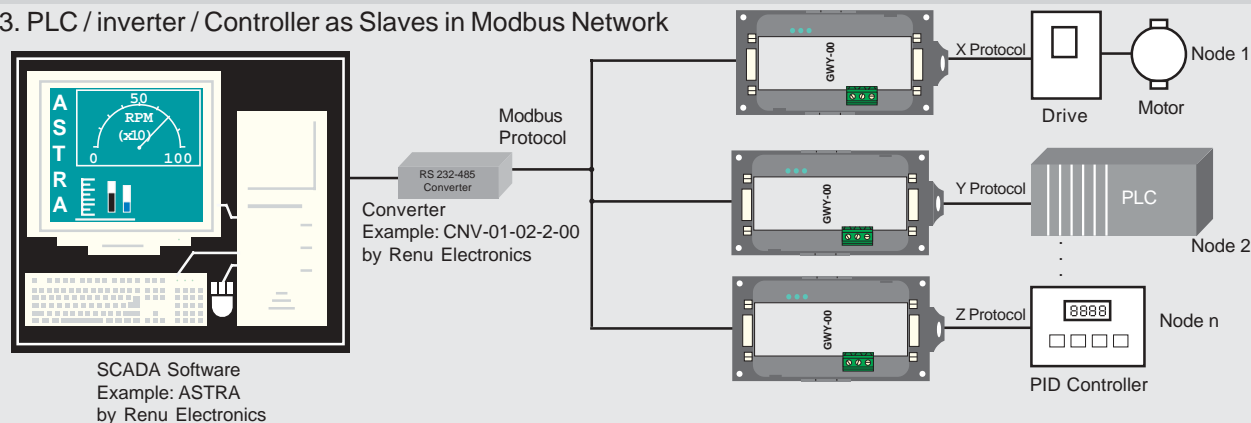 3. PLC / inverter / Controller as Slaves in Modbus Network
A
S
T
R
A
50
RPM
(x10)
0
100
RS 232-485
Converter
Modbus
Protocol
Converter
Example: CNV-01-02-2-00
by Renu Electronics
SCADA Software
Example: ASTRA
by Renu Electronics
GWY-00
X Protocol
Drive
Motor
Node 1
GWY-00
Y Protocol
PLC
Node 2
GWY-00
Z Protocol
8888
Node n
PID Controller